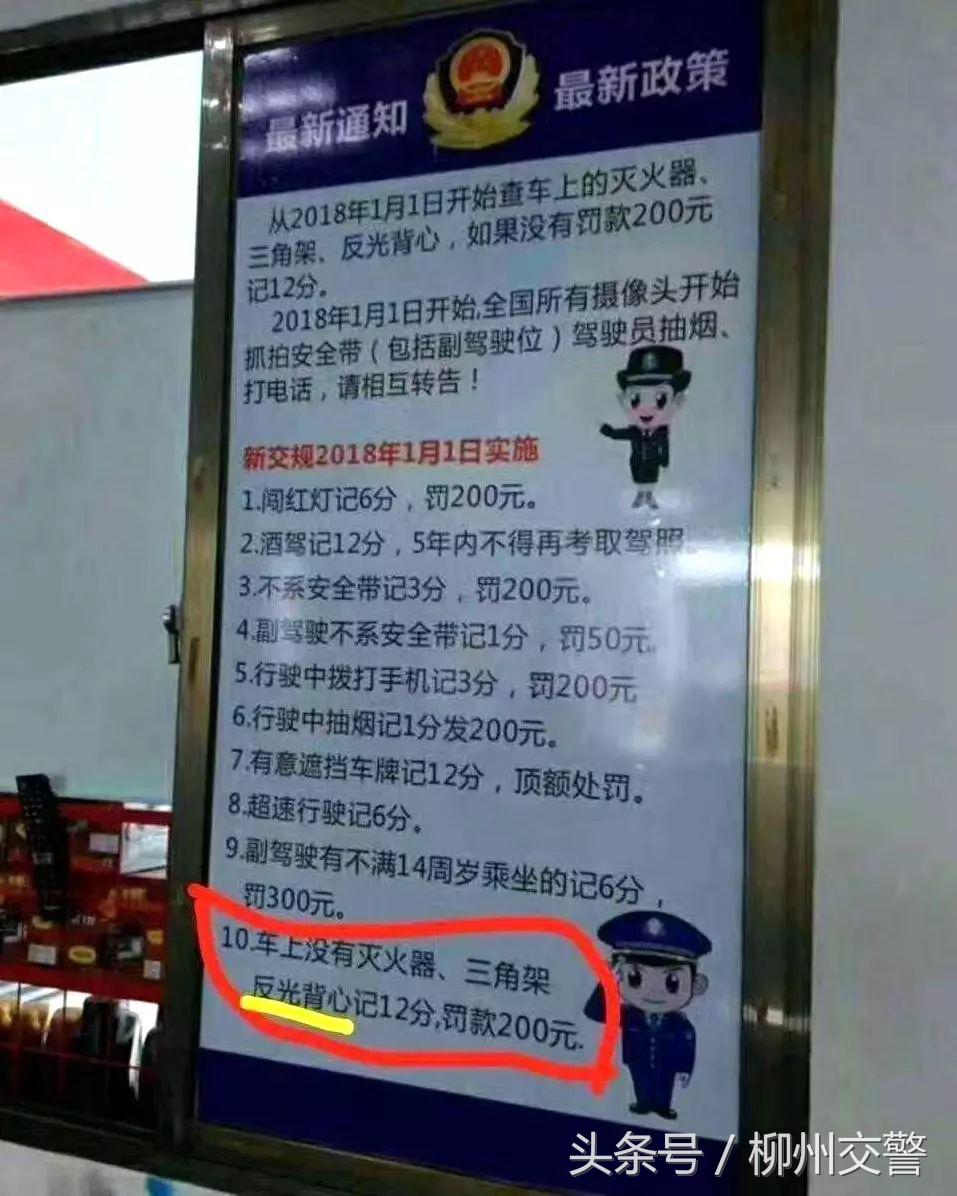 最新通知 最新政策
从2018年1月1日开始查车上的灭火器、
三角架、反光背心，如果没有罚款200元
记12分。
2018年1月1日开始,全国所有摄像头开始
抓拍安全带（包括副驾驶位）驾驶员抽烟、
打电话，请相互转告！
新交规2018年1月1日实施
1.闯红灯记6分，罚200元。
2.酒驾记12分，5年内不得再考取驾照。
3.不系安全带记3分，罚200元。
4.副驾驶不系安全带记1分，罚50元.
5.行驶中拨打手机记3分，罚200元
6.行驶中抽烟记1分发200元。
7.有意遮挡车牌记12分，顶额处罚。
8.超速行驶记6分。
9.副驾驶有不满14周岁乘坐的记6分，
罚300元。
10.车上没有灭火器、三角架
反光背心记12分,罚款200元.
头条号 / 柳州交警